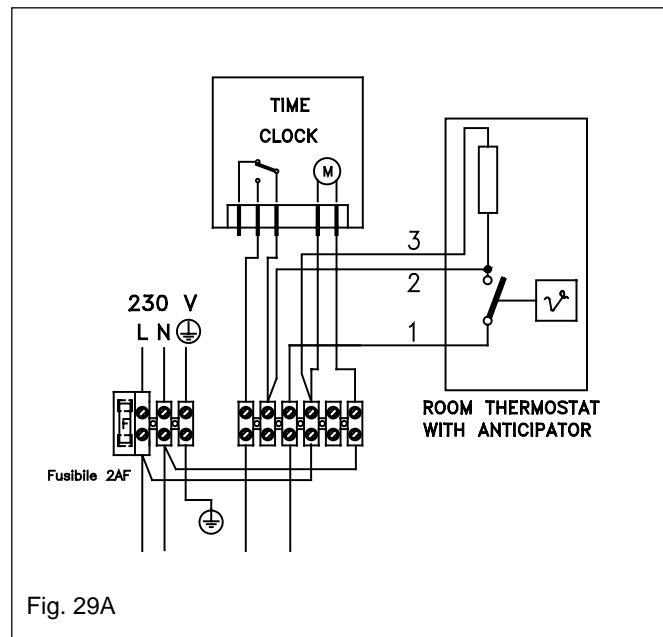 TIME
CLOCK
M
3
2
1
230 V
L N
F
ROOM THERMOSTAT
WITH ANTICIPATOR
Fusibile 2AF
Fig. 29A